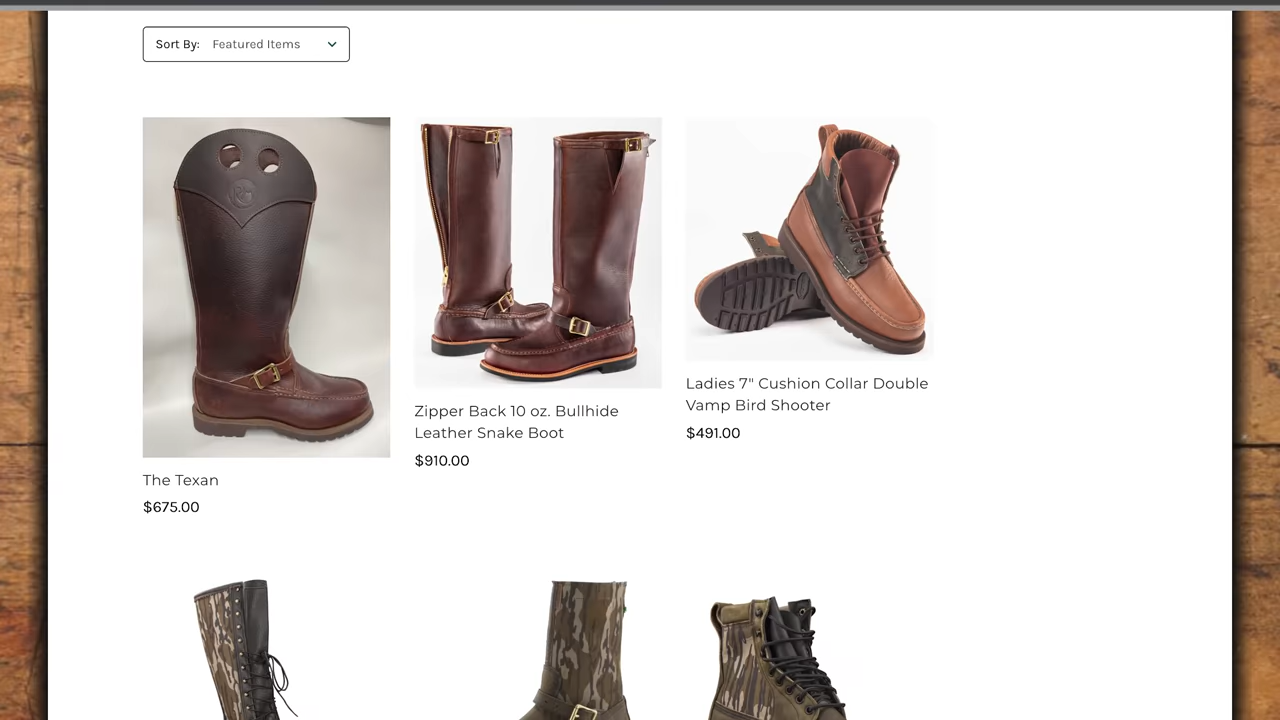 Sort By: Featured Items
The Texan
$675.00
Zipper Back 10 oz. Bullhide
Leather Snake Boot
$910.00
Ladies 7" Cushion Collar Double
Vamp Bird Shooter
$491.00